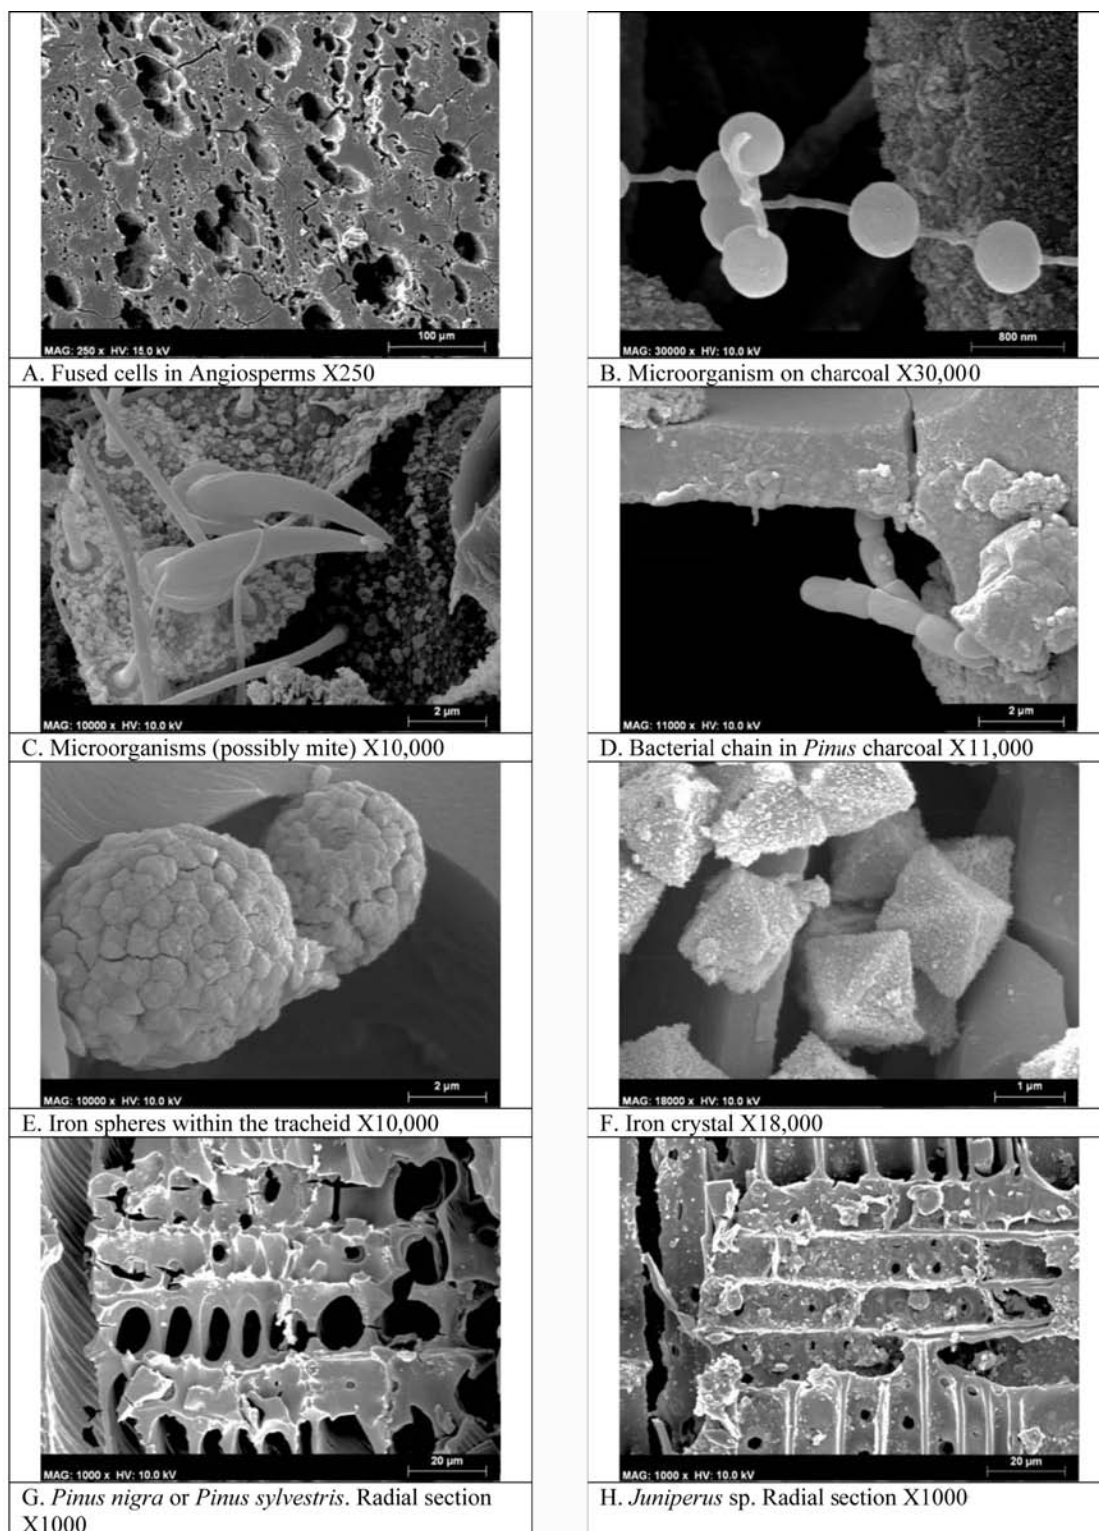 100 µm
MAG: 250 x HV: 15.0 kV
A. Fused cells in Angiosperms X250
800 nm
MAG: 30000 x HV: 10.0 kV
B. Microorganism on charcoal X30,000
2 µm
MAG: 10000 x HV: 10.0 kV
C. Microorganisms (possibly mite) X10,000
2 µm
MAG: 11000 x HV: 10.0 kV
D. Bacterial chain in Pinus charcoal X11,000
2 µm
MAG: 10000 x HV: 10.0 kV
E. Iron spheres within the tracheid X10,000
1 µm
MAG: 18000 x HV: 10.0 kV
F. Iron crystal X18,000
20 µm
MAG: 1000 x HV: 10.0 kV
G. Pinus nigra or Pinus sylvestris. Radial section
X1000
20 µm
MAG: 1000 x HV: 10.0 kV
H. Juniperus sp. Radial section X1000